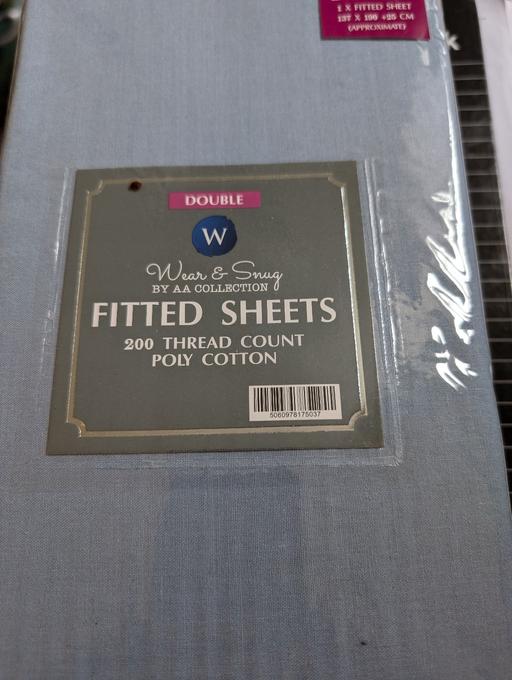 1 X FITTED SHEET
137 X 190 +25 CM
(APPROXIMATE)
DOUBLE
W
Wear & Snug
BY AA COLLECTION
FITTED SHEETS
200 THREAD COUNT
POLY COTTON
5060978175037